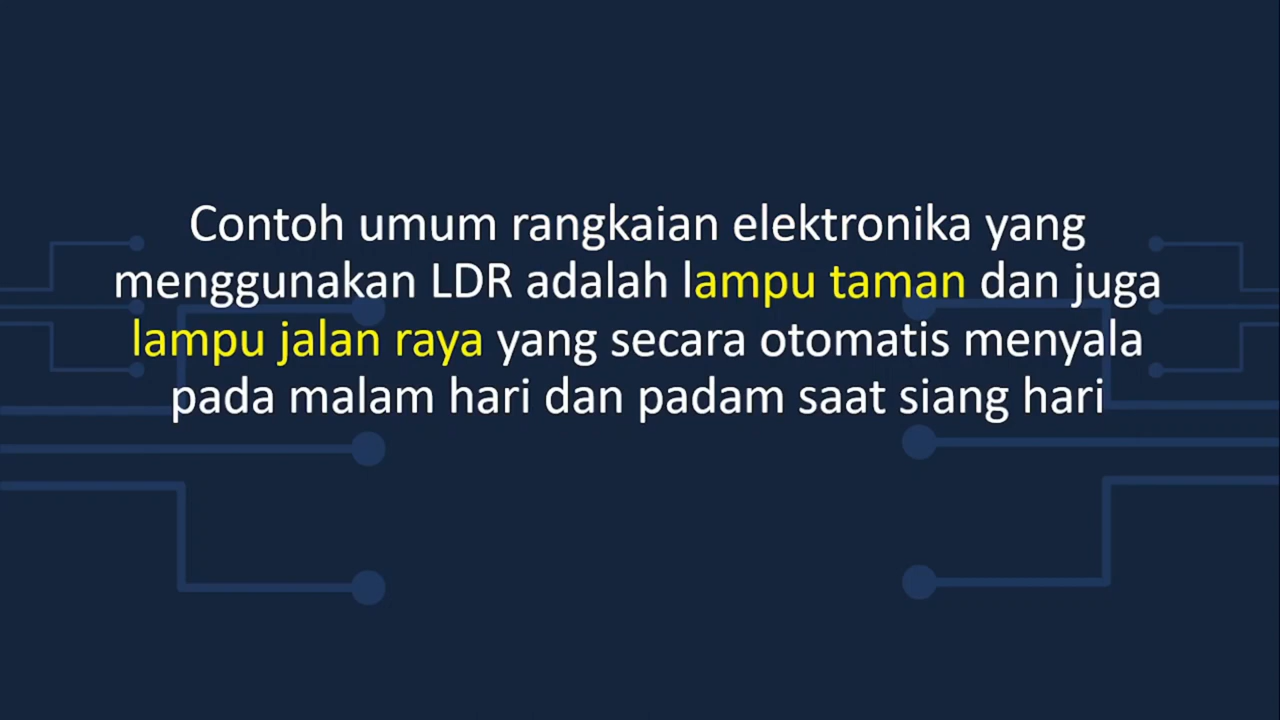 Contoh umum rangkaian elektronika yang
menggunakan LDR adalah lampu taman dan juga
lampu jalan raya yang secara otomatis menyala
pada malam hari dan padam saat siang hari